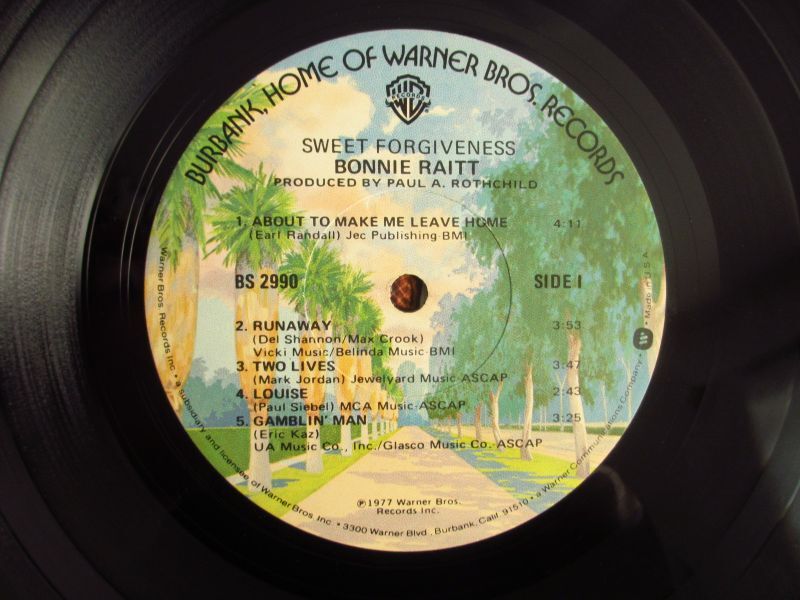 BURBANK, HOME OF WARNER BROS. RECORDS
RECORDS
SWEET FORGIVENESS
BONNIE RAITT
PRODUCED BY PAUL A. ROTHCHILD
1. ABOUT TO MAKE ME LEAVE HOME 4:11
(Earl Randall) Jec Publishing-BMI
BS 2990 SIDE 1
2. RUNAWAY 3:53
(Del Shannon/Max Crook)
Vicki Music/Belinda Music-BMI
3. TWO LIVES 3:47
(Mark Jordan) Jewelyard Music-ASCAP
4. LOUISE 2:43
(Paul Siebel) MCA Music-ASCAP
5. GAMBLIN' MAN 3:25
(Eric Kaz)
UA Music Co., Inc./Glasco Music Co. ASCAP
℗1977 Warner Bros.
Records Inc.
Warner Bros Records Inc. • a subsidiary and licensee of Warner Bros. Inc. • 3300 Warner Blvd., Burbank, Calif. 91510 • a Warner Communications Company • W • Made in U.S.A.